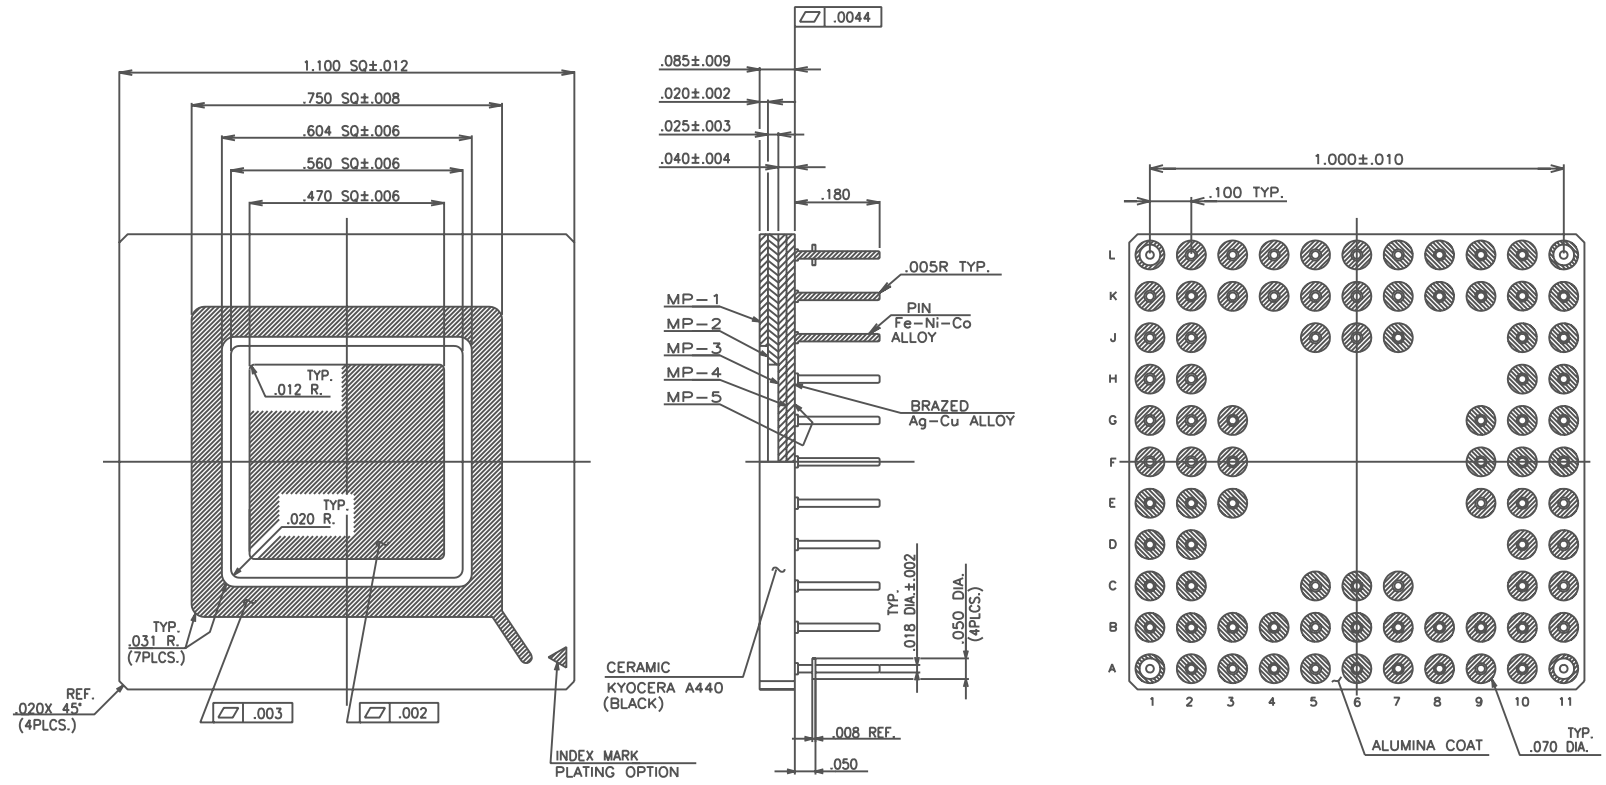 1.100 SQ±.012
.750 SQ±.008
.604 SQ±.006
.560 SQ±.006
.470 SQ±.006
TYP.
.012 R.
TYP.
.020 R.
TYP.
.031 R.
(7PLCS.)
REF.
.020X 45°
(4PLCS.)
.003
.002
INDEX MARK
PLATING OPTION
.0044
.085±.009
.020±.002
.025±.003
.040±.004
.180
.005R TYP.
MP-1
MP-2
MP-3
MP-4
MP-5
PIN
Fe-Ni-Co
ALLOY
BRAZED
Ag-Cu ALLOY
CERAMIC
KYOCERA A440
(BLACK)
TYP.
.018 DIA.±.002
.050 DIA.
(4PLCS.)
.008 REF.
.050
1.000±.010
.100 TYP.
L
K
J
H
G
F
E
D
C
B
A
1 2 3 4 5 6 7 8 9 10 11
ALUMINA COAT
TYP.
.070 DIA.